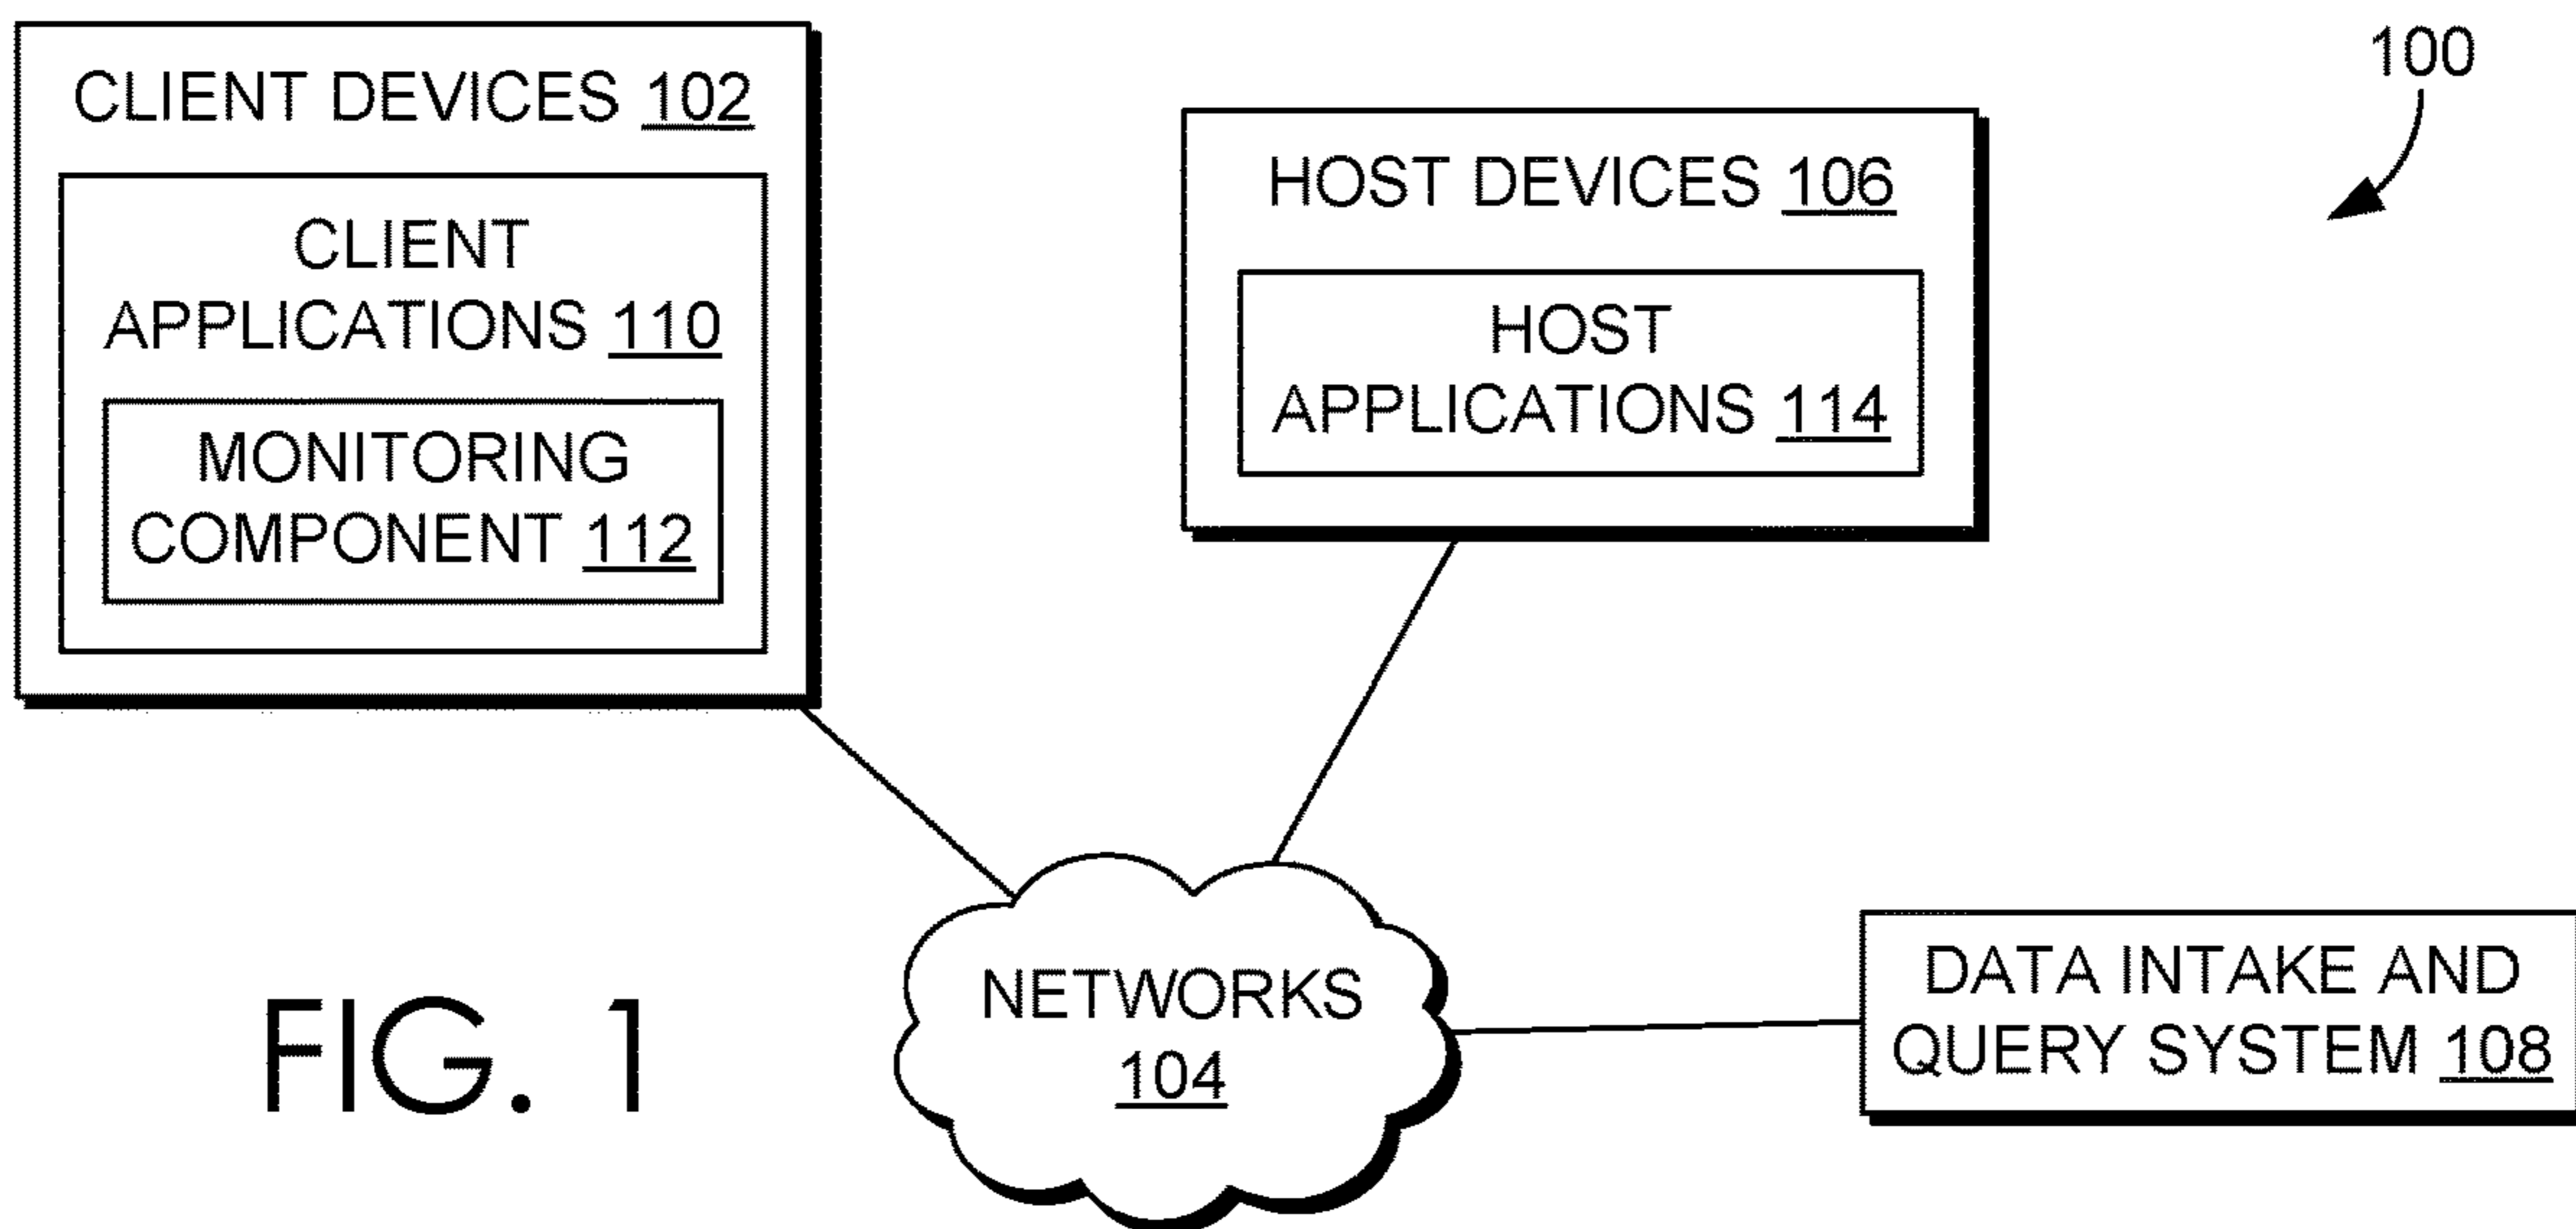 100
CLIENT DEVICES 102
CLIENT
APPLICATIONS 110
MONITORING
COMPONENT 112
HOST DEVICES 106
HOST
APPLICATIONS 114
NETWORKS
104
DATA INTAKE AND
QUERY SYSTEM 108
FIG. 1